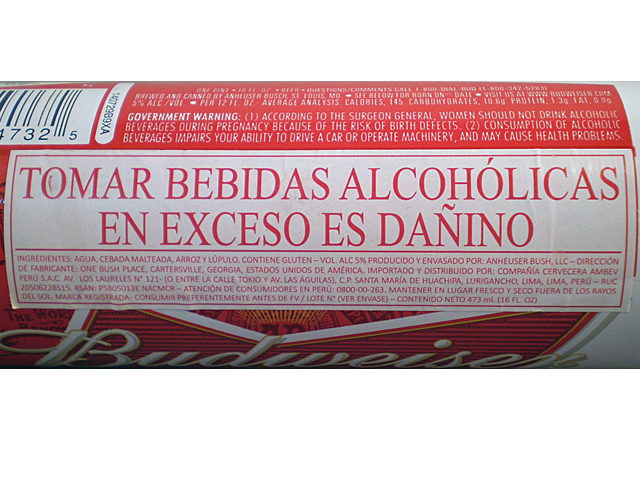 ONE PINT • 16 FL. OZ. • BEER • QUESTIONS/COMMENTS CALL 1-800-DIAL-BUD (1-800-342-5283)
BREWED AND CANNED BY ANHEUSER-BUSCH, ST. LOUIS, MO • SEE BELOW FOR BORN ON DATE • VISIT US AT WWW.BUDWEISER.COM
5% ALC /VOL • PER 12 FL. OZ - AVERAGE ANALYSIS: CALORIES, 145 CARBOHYDRATES, 10.6g PROTEIN, 1.3g FAT, 0.0g
GOVERNMENT WARNING: (1) ACCORDING TO THE SURGEON GENERAL, WOMEN SHOULD NOT DRINK ALCOHOLIC
BEVERAGES DURING PREGNANCY BECAUSE OF THE RISK OF BIRTH DEFECTS. (2) CONSUMPTION OF ALCOHOLIC
BEVERAGES IMPAIRS YOUR ABILITY TO DRIVE A CAR OR OPERATE MACHINERY, AND MAY CAUSE HEALTH PROBLEMS
14072989XA
4732 5
TOMAR BEBIDAS ALCOHÓLICAS
EN EXCESO ES DAÑINO
INGREDIENTES: AGUA, CEBADA MALTEADA, ARROZ Y LÚPULO. CONTIENE GLUTEN – VOL. ALC 5% PRODUCIDO Y ENVASADO POR: ANHEUSER BUSH, LLC – DIRECCIÓN
DE FABRICANTE: ONE BUSH PLACE, CARTERSVILLE, GEORGIA, ESTADOS UNIDOS DE AMÉRICA. IMPORTADO Y DISTRIBUIDO POR: COMPAÑÍA CERVECERA AMBEV
PERÚ S.A.C. AV. LOS LAURELES N° 121- (O ENTRE LA CALLE TOKIO Y AV. LAS ÁGUILAS), C.P. SANTA MARÍA DE HUACHIPA, LURIGANCHO, LIMA, LIMA, PERÚ – RUC
20506228515. RSAN: P5805013E NACMCR – ATENCIÓN DE CONSUMIDORES EN PERÚ: 0800-00-263. MANTENER EN LUGAR FRESCO Y SECO FUERA DE LOS RAYOS
DEL SOL. MARCA REGISTRADA- CONSUMIR PREFERENTEMENTE ANTES DE FV / LOTE N° (VER ENVASE) – CONTENIDO NETO 473 ml. (16 FL. OZ)
THE WOR
Budweiser